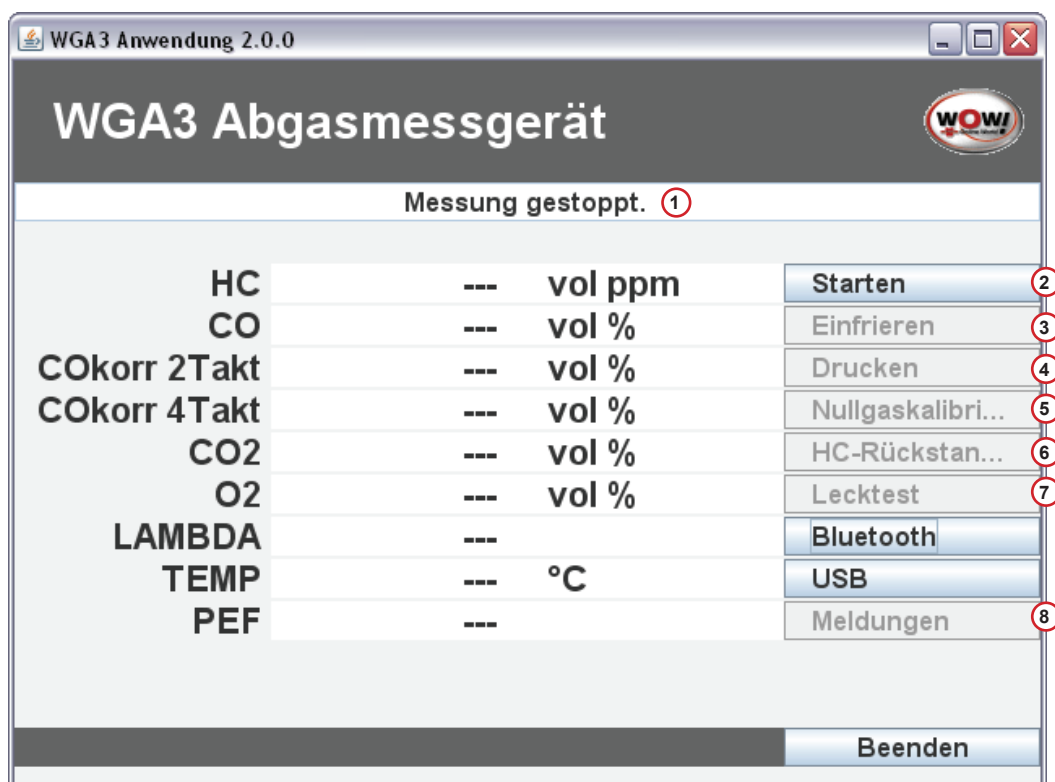 WGA3 Anwendung 2.0.0
WGA3 Abgasmessgerät
WOW!
Messung gestoppt. 1
HC --- vol ppm Starten 2
CO --- vol % Einfrieren 3
COkorr 2Takt --- vol % Drucken 4
COkorr 4Takt --- vol % Nullgaskalibri... 5
CO2 --- vol % HC-Rückstan... 6
O2 --- vol % Lecktest 7
LAMBDA --- Bluetooth
TEMP --- °C USB
PEF --- Meldungen 8
Beenden